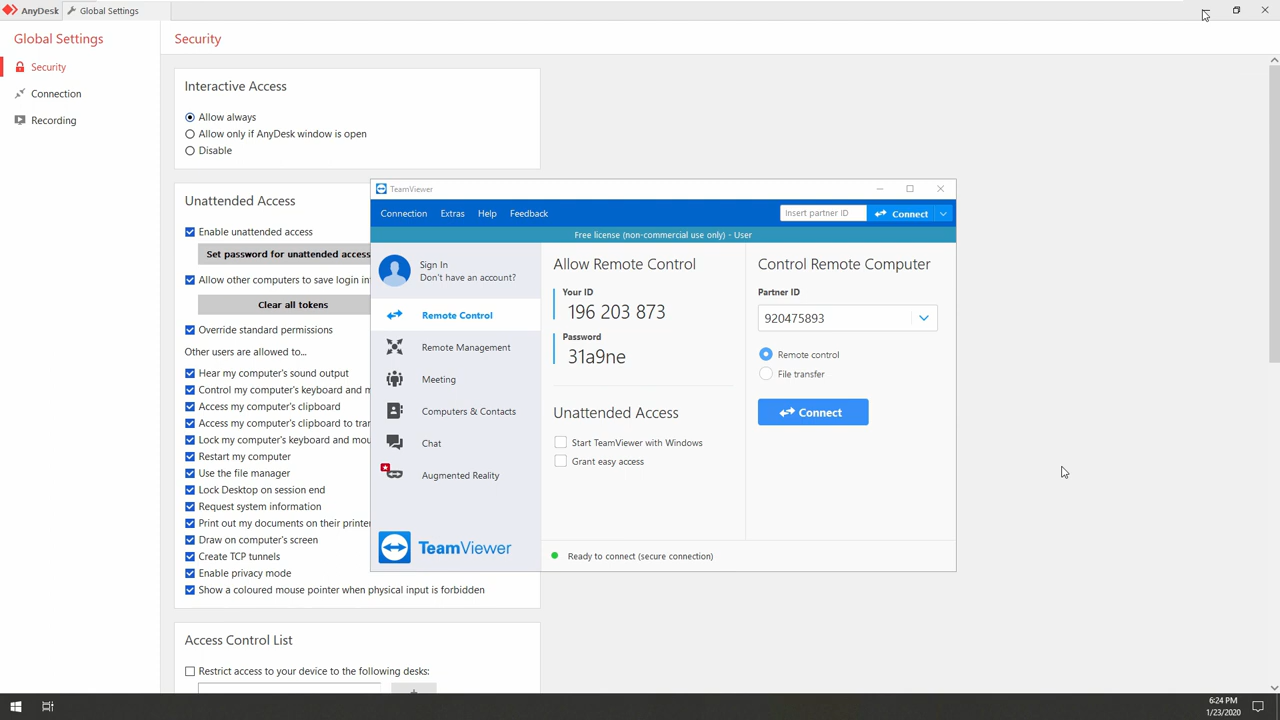 AnyDesk
Global Settings
Global Settings
Security
Connection
Recording
Security
Interactive Access
Allow always
Allow only if AnyDesk window is open
Disable
Unattended Access
Enable unattended access
Set password for unattended access
Allow other computers to save login in
Clear all tokens
Override standard permissions
Other users are allowed to...
Hear my computer's sound output
Control my computer's keyboard and m
Access my computer's clipboard
Access my computer's clipboard to tra
Lock my computer's keyboard and mou
Restart my computer
Use the file manager
Lock Desktop on session end
Request system information
Print out my documents on their printer
Draw on computer's screen
Create TCP tunnels
Enable privacy mode
Show a coloured mouse pointer when physical input is forbidden
Access Control List
Restrict access to your device to the following desks:
TeamViewer
Connection Extras Help Feedback
Insert partner ID
Connect
Free license (non-commercial use only) - User
Sign In
Don't have an account?
Remote Control
Remote Management
Meeting
Computers & Contacts
Chat
Augmented Reality
TeamViewer
Allow Remote Control
Your ID
196 203 873
Password
31a9ne
Unattended Access
Start TeamViewer with Windows
Grant easy access
Control Remote Computer
Partner ID
920475893
Remote control
File transfer
Connect
Ready to connect (secure connection)
6:24 PM
1/23/2020